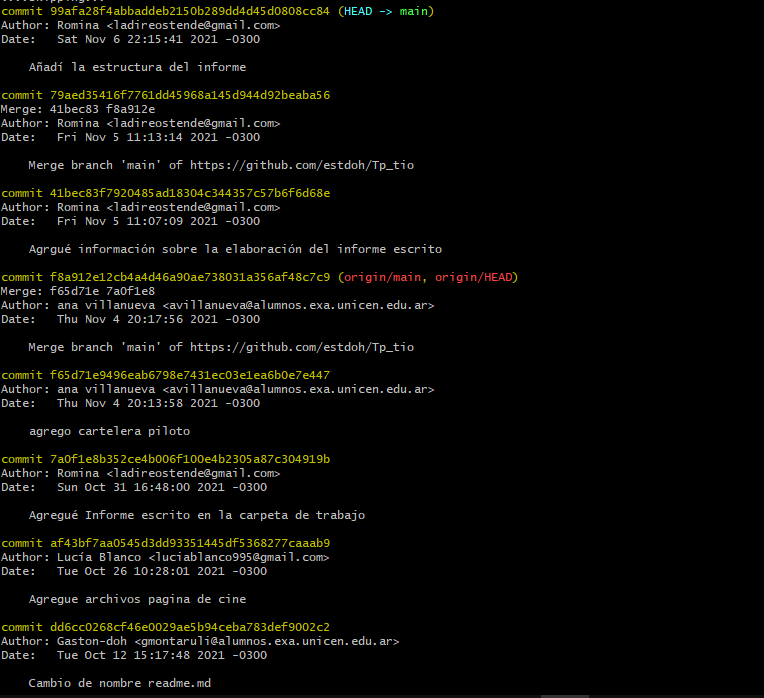 commit 99afa28f4abbaddeb2150b289dd4d45d0808cc84 (HEAD -> main)
Author: Romina <ladireostende@gmail.com>
Date:   Sat Nov 6 22:15:41 2021 -0300
Añadí la estructura del informe
commit 79aed35416f7761dd45968a145d944d92beaba56
Merge: 41bec83 f8a912e
Author: Romina <ladireostende@gmail.com>
Date:   Fri Nov 5 11:13:14 2021 -0300
Merge branch 'main' of https://github.com/estdoh/Tp_tio
commit 41bec83f7920485ad18304c344357c57b6f6d68e
Author: Romina <ladireostende@gmail.com>
Date:   Fri Nov 5 11:07:09 2021 -0300
Agrgué información sobre la elaboración del informe escrito
commit f8a912e12cb4a4d46a90ae738031a356af48c7c9 (origin/main, origin/HEAD)
Merge: f65d71e 7a0f1e8
Author: ana villanueva <avillanueva@alumnos.exa.unicen.edu.ar>
Date:   Thu Nov 4 20:17:56 2021 -0300
Merge branch 'main' of https://github.com/estdoh/Tp_tio
commit f65d71e9496eab6798e7431ec03e1ea6b0e7e447
Author: ana villanueva <avillanueva@alumnos.exa.unicen.edu.ar>
Date:   Thu Nov 4 20:13:58 2021 -0300
agrego cartelera piloto
commit 7a0f1e8b352ce4b006f100e4b2305a87c304919b
Author: Romina <ladireostende@gmail.com>
Date:   Sun Oct 31 16:48:00 2021 -0300
Agregué Informe escrito en la carpeta de trabajo
commit af43bf7aa0545d3dd93351445df5368277caaab9
Author: Lucía Blanco <luciablanco995@gmail.com>
Date:   Tue Oct 26 10:28:01 2021 -0300
Agregue archivos pagina de cine
commit dd6cc0268cf46e0029ae5b94ceba783def9002c2
Author: Gaston-doh <gmontaruli@alumnos.exa.unicen.edu.ar>
Date:   Tue Oct 12 15:17:48 2021 -0300
Cambio de nombre readme.md